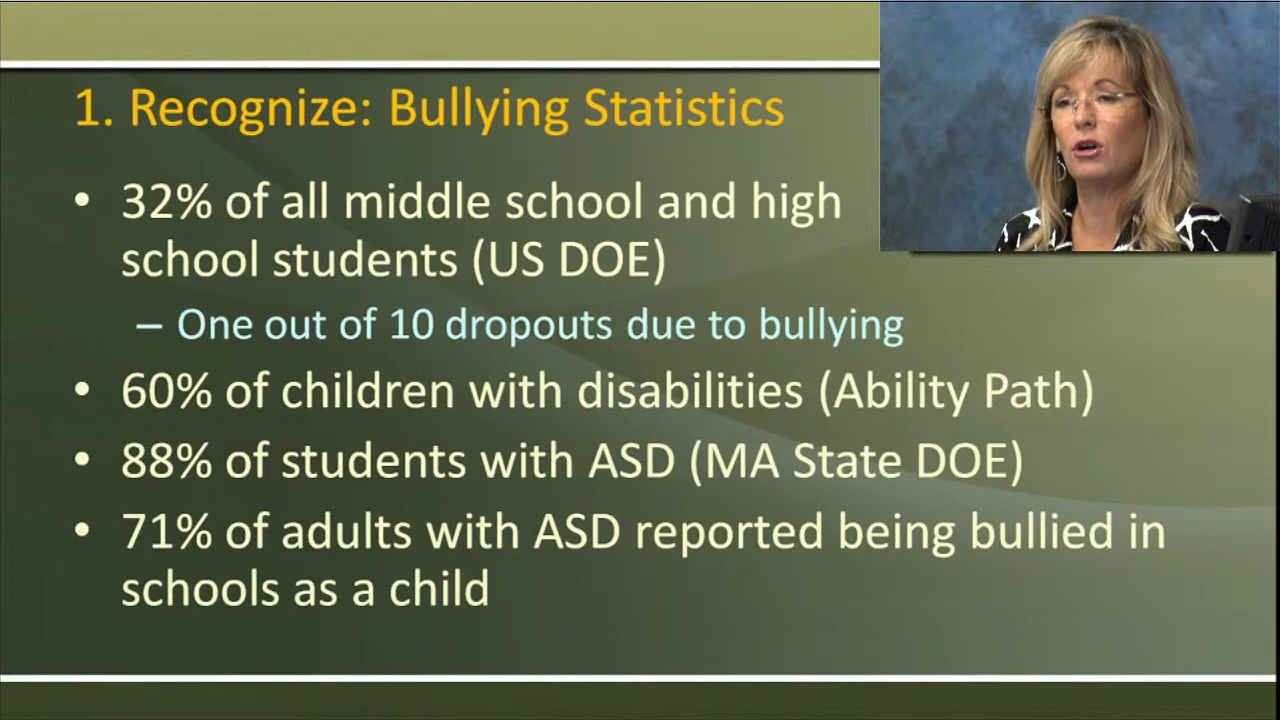 1. Recognize: Bullying Statistics
• 32% of all middle school and high
school students (US DOE)
– One out of 10 dropouts due to bullying
• 60% of children with disabilities (Ability Path)
• 88% of students with ASD (MA State DOE)
• 71% of adults with ASD reported being bullied in
schools as a child